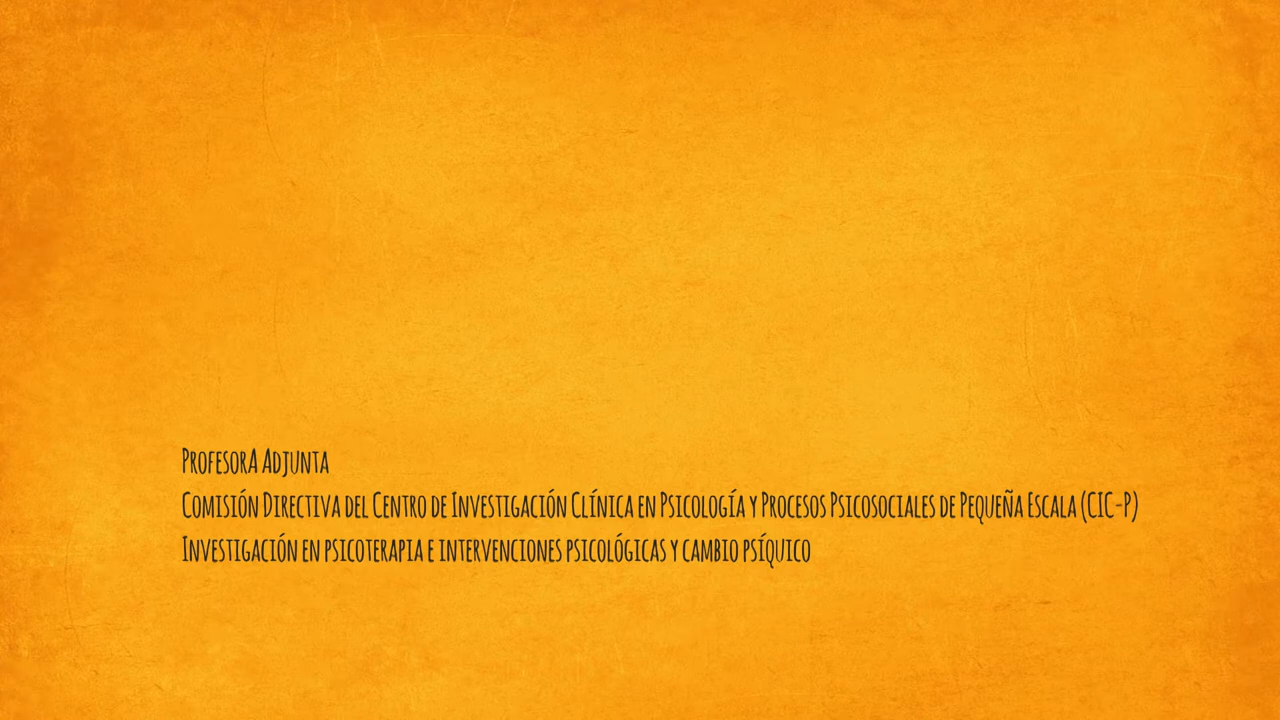 ProfesorA Adjunta
Comisión Directiva del Centro de Investigación Clínica en Psicología y Procesos Psicosociales de Pequeña Escala (CIC-P)
Investigación en psicoterapia e intervenciones psicológicas y cambio psíquico